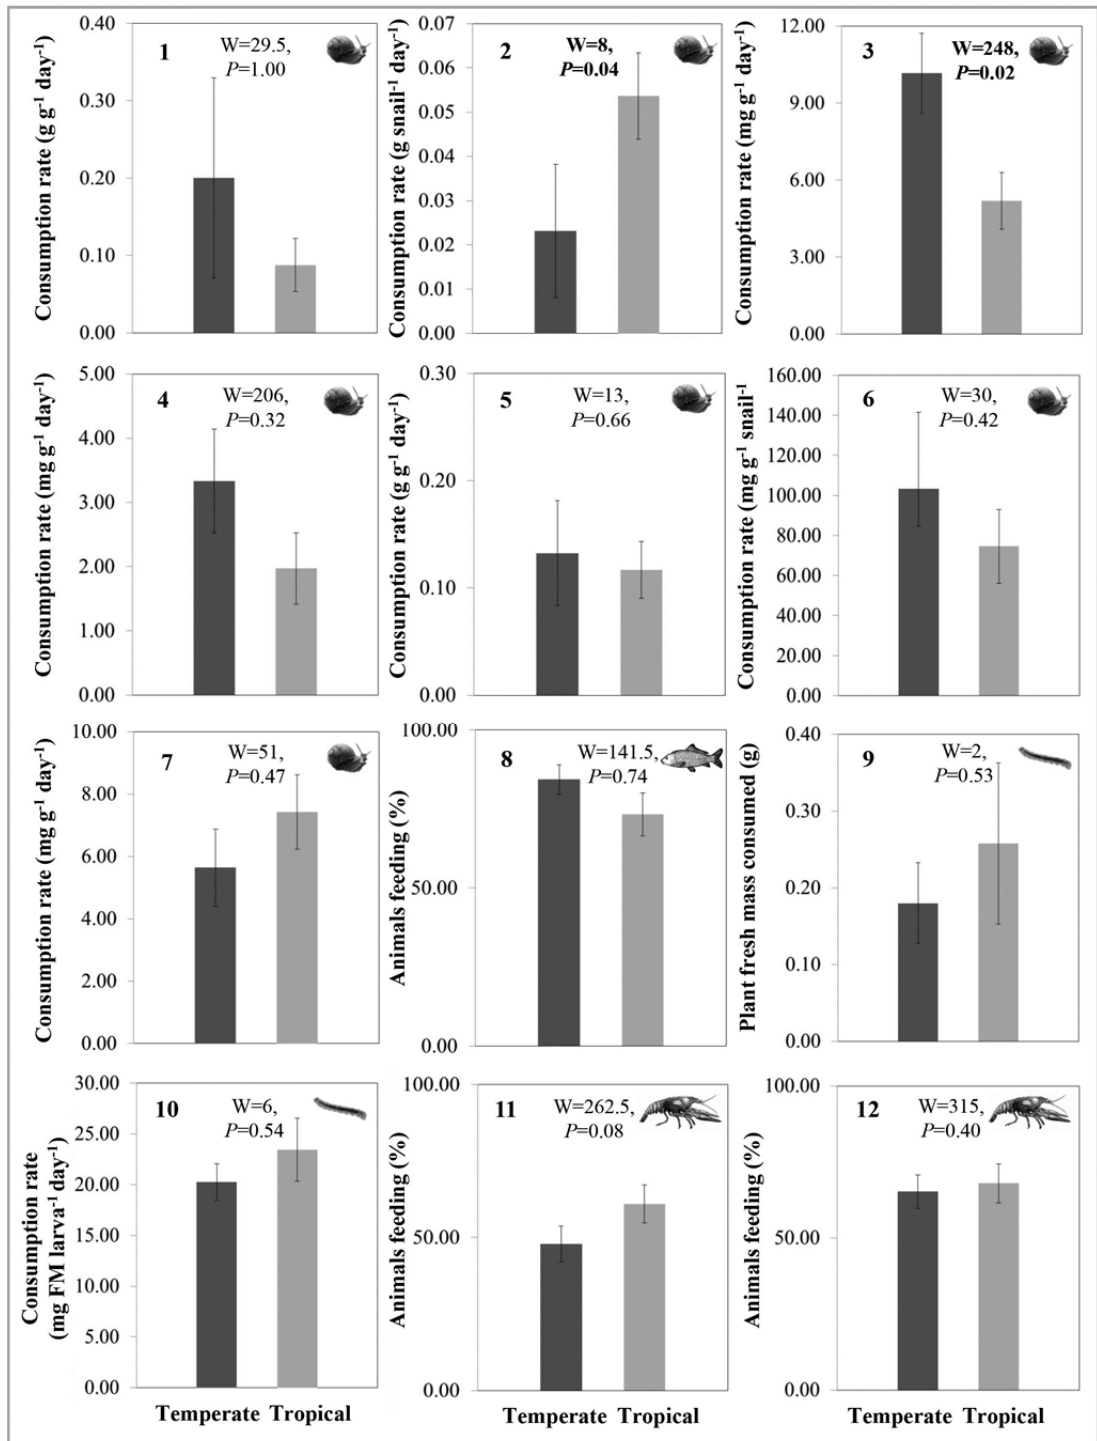 Consumption rate (g g⁻¹ day⁻¹)
0.40
0.30
0.20
0.10
0.00
1
W=29.5,
P=1.00
Consumption rate (g snail⁻¹ day⁻¹)
0.07
0.06
0.05
0.04
0.03
0.02
0.01
0.00
2
W=8,
P=0.04
Consumption rate (mg g⁻¹ day⁻¹)
12.00
9.00
6.00
3.00
0.00
3
W=248,
P=0.02
Consumption rate (mg g⁻¹ day⁻¹)
5.00
4.00
3.00
2.00
1.00
0.00
4
W=206,
P=0.32
Consumption rate (g g⁻¹ day⁻¹)
0.30
0.20
0.10
0.00
5
W=13,
P=0.66
Consumption rate (mg g⁻¹ snail⁻¹
160.00
140.00
120.00
100.00
80.00
60.00
40.00
20.00
0.00
6
W=30,
P=0.42
Consumption rate (mg g⁻¹ day⁻¹)
10.00
8.00
6.00
4.00
2.00
0.00
7
W=51,
P=0.47
Animals feeding (%)
100.00
50.00
0.00
8
W=141.5,
P=0.74
Plant fresh mass consumed (g)
0.40
0.30
0.20
0.10
0.00
9
W=2,
P=0.53
Consumption rate
(mg FM larva⁻¹ day⁻¹)
30.00
25.00
20.00
15.00
10.00
5.00
0.00
10
W=6,
P=0.54
Animals feeding (%)
100.00
50.00
0.00
11
W=262.5,
P=0.08
Animals feeding (%)
100.00
50.00
0.00
12
W=315,
P=0.40
Temperate Tropical
Temperate Tropical
Temperate Tropical